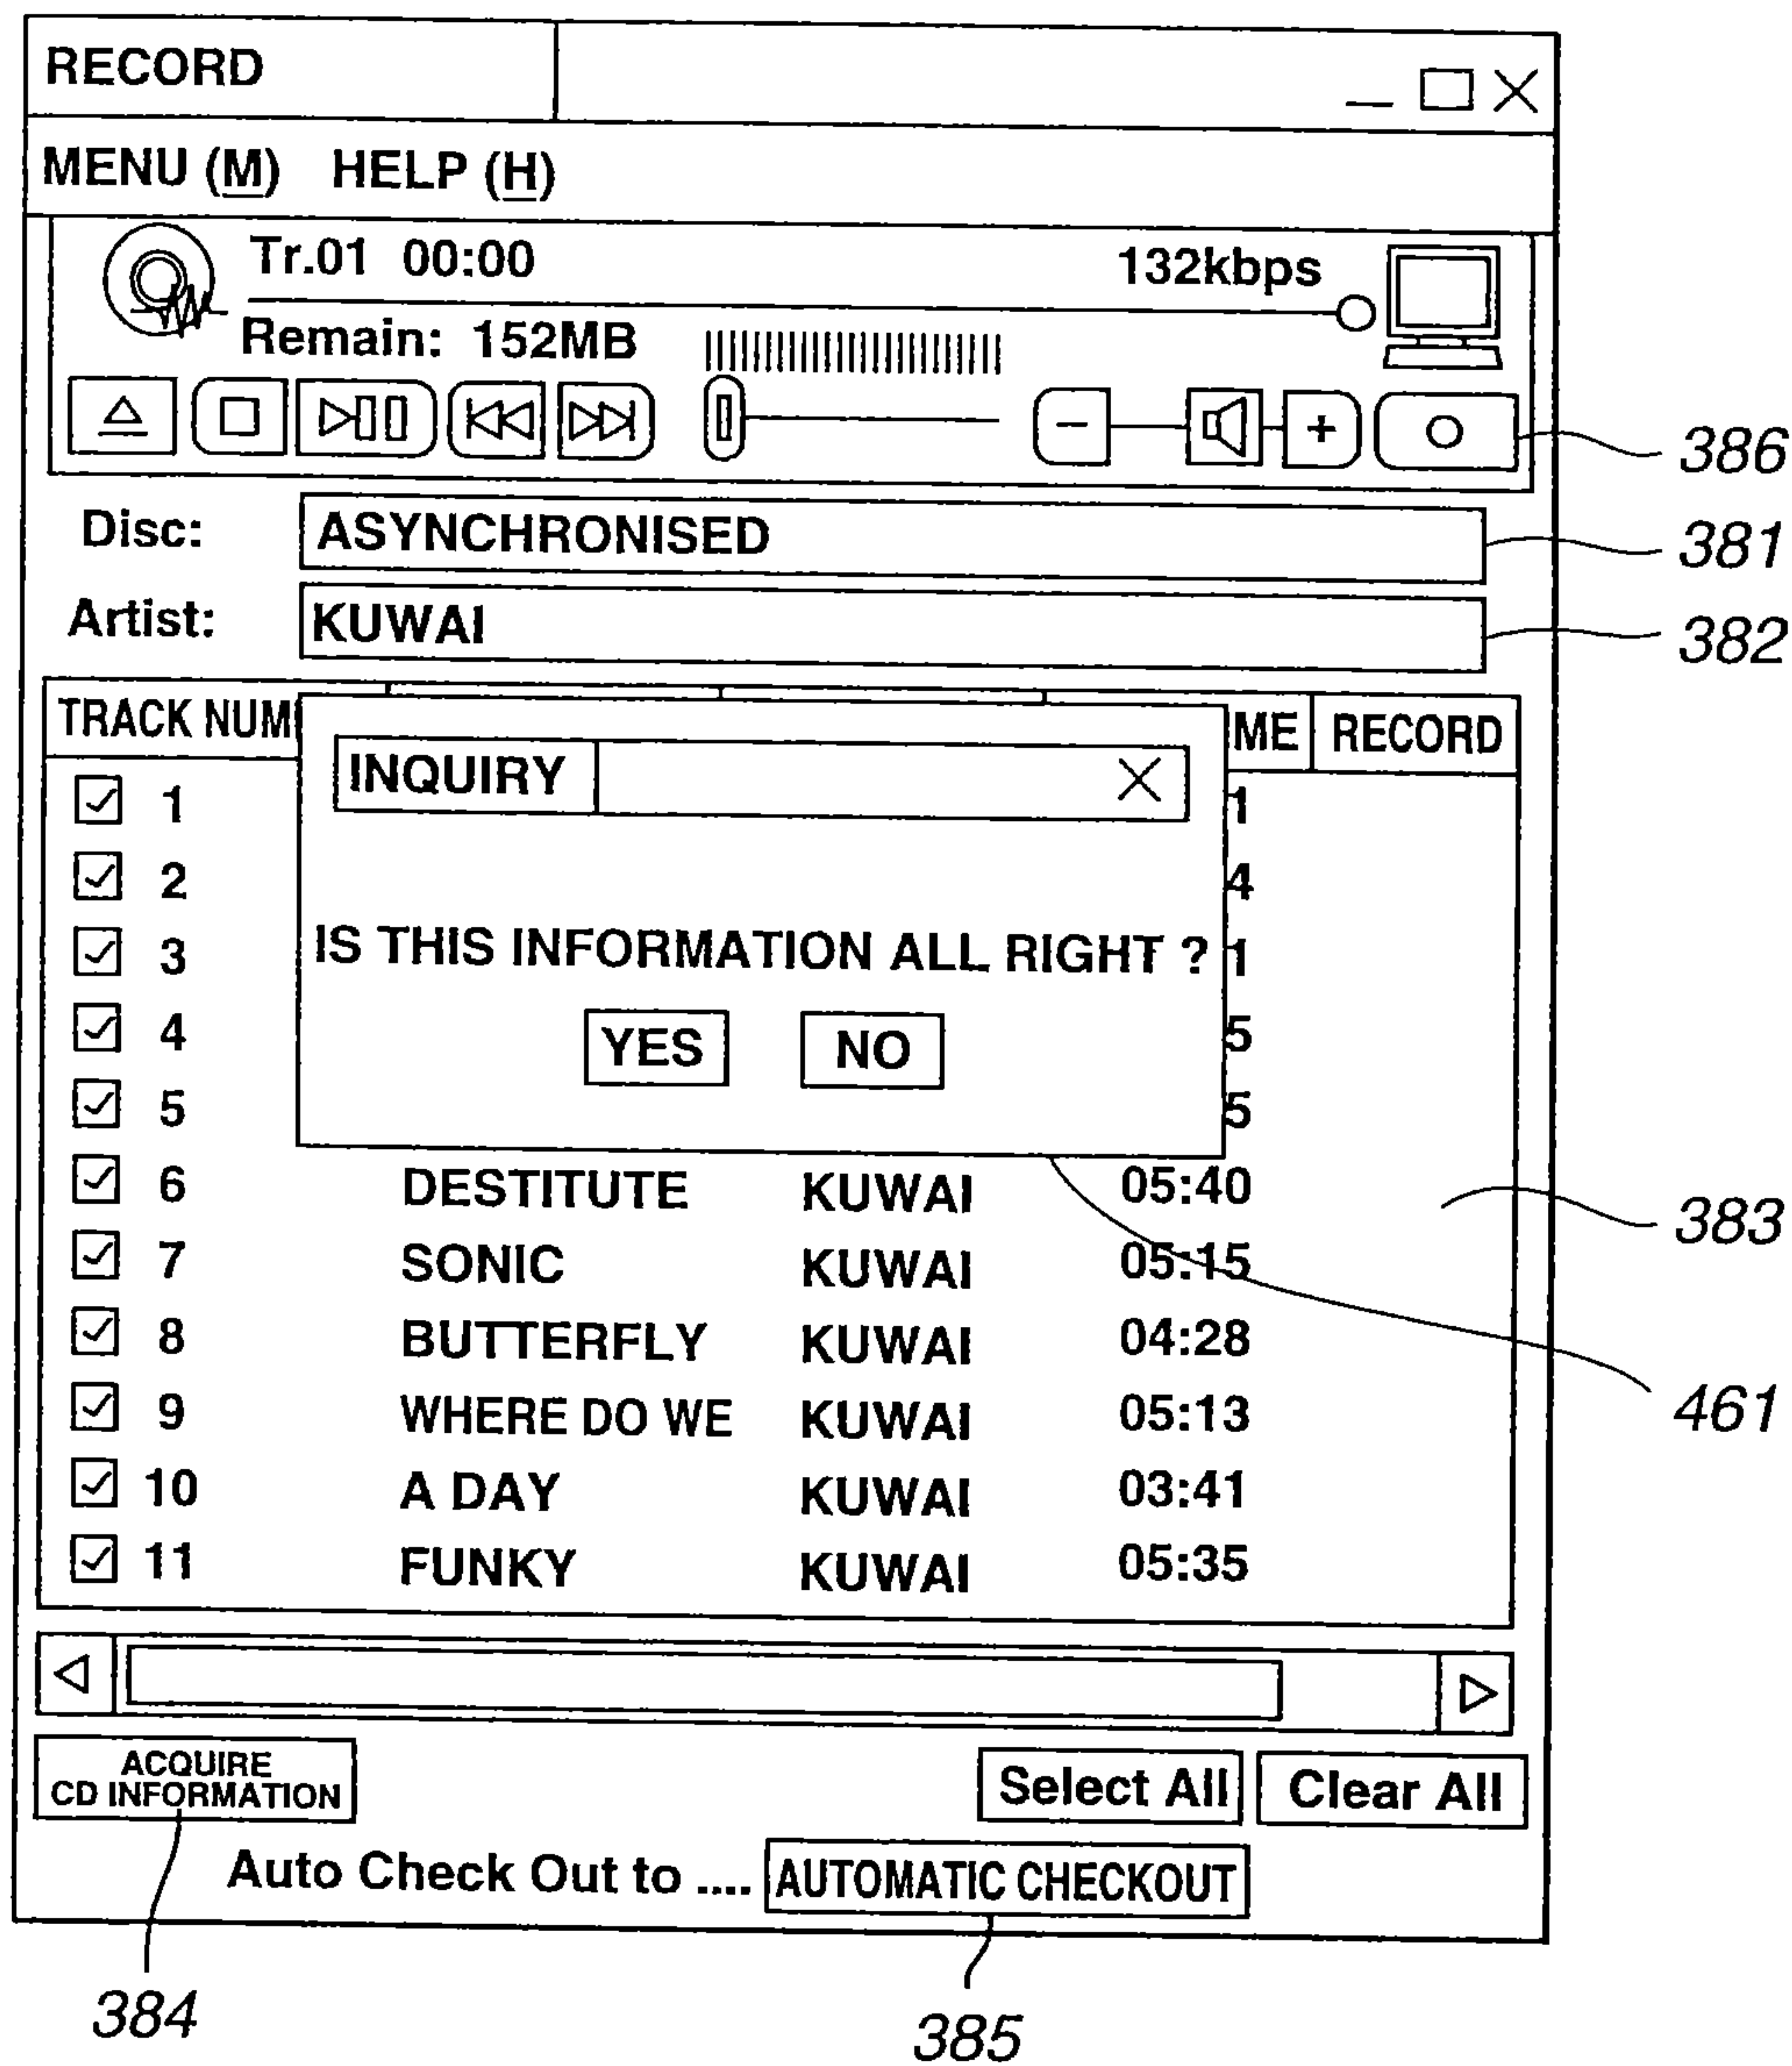 RECORD
MENU (M) HELP (H)
Tr.01 00:00 132kbps
Remain: 152MB
386
Disc: ASYNCHRONISED 381
Artist: KUWAI 382
TRACK NUM ME RECORD
INQUIRY
1 1
2 4
3 IS THIS INFORMATION ALL RIGHT ? 1
4 YES NO 5
5 5
6 DESTITUTE KUWAI 05:40 383
7 SONIC KUWAI 05:15
8 BUTTERFLY KUWAI 04:28
9 WHERE DO WE KUWAI 05:13 461
10 A DAY KUWAI 03:41
11 FUNKY KUWAI 05:35
ACQUIRE
CD INFORMATION Select All Clear All
Auto Check Out to .... AUTOMATIC CHECKOUT
384 385